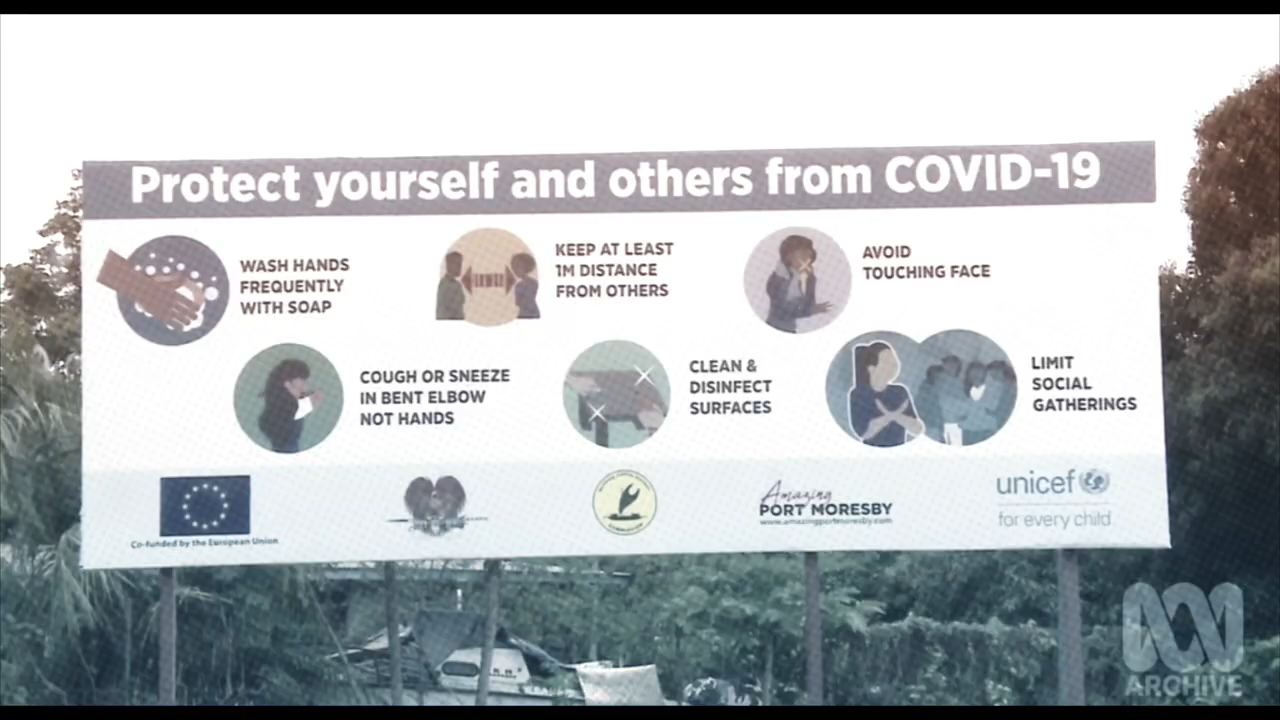 Protect yourself and others from COVID-19
WASH HANDS
FREQUENTLY
WITH SOAP
KEEP AT LEAST
1M DISTANCE
FROM OTHERS
AVOID
TOUCHING FACE
COUGH OR SNEEZE
IN BENT ELBOW
NOT HANDS
CLEAN &
DISINFECT
SURFACES
LIMIT
SOCIAL
GATHERINGS
Co-funded by the European Union
Amazing
PORT MORESBY
www.amazingportmoresby.com
unicef
for every child
ARCHIVE